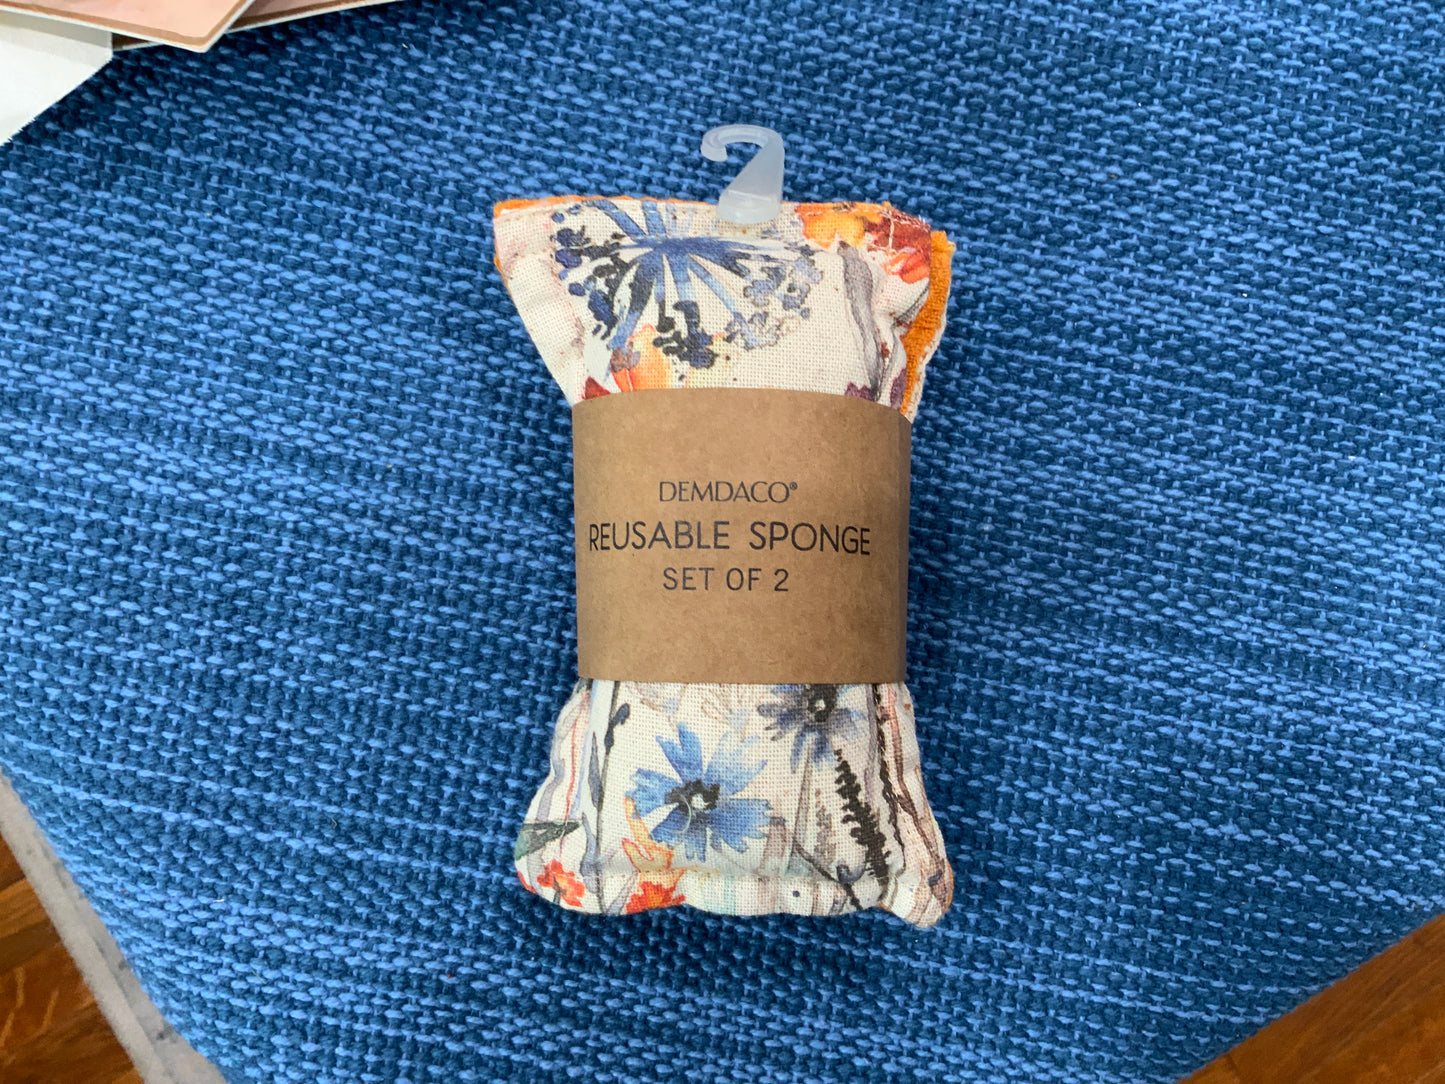 DEMDACO®
REUSABLE SPONGE
SET OF 2